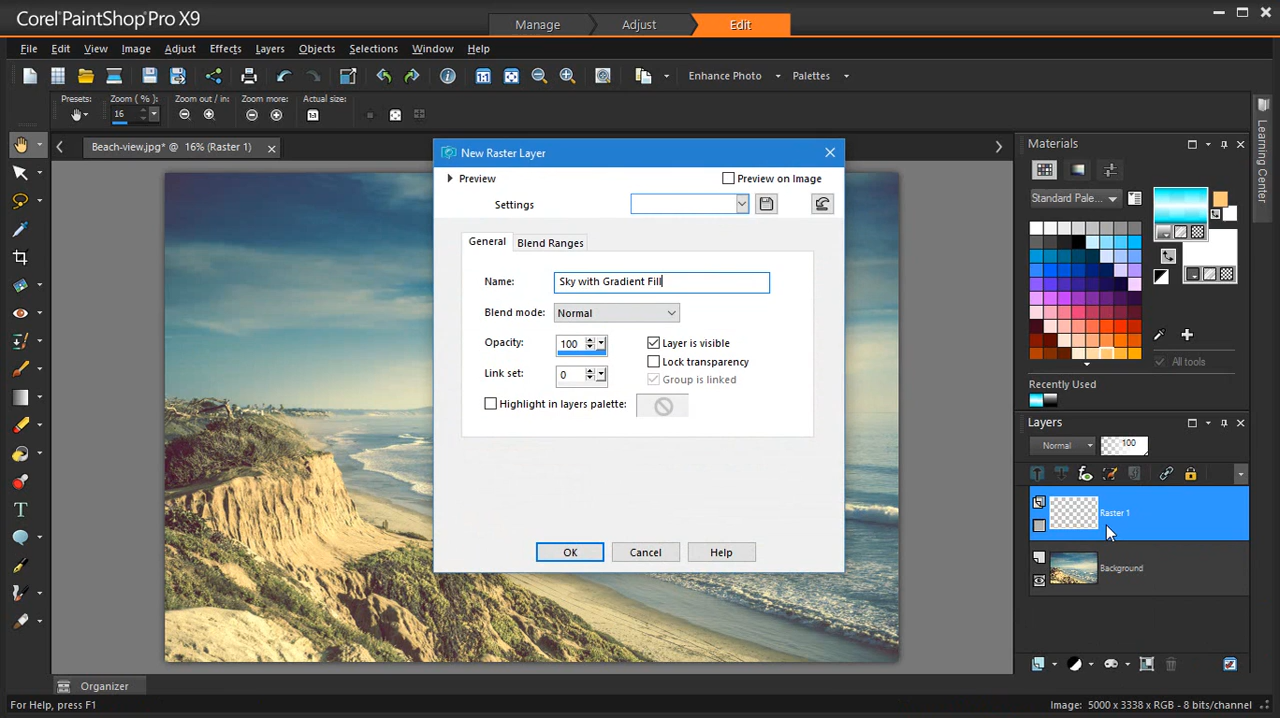 Corel PaintShop Pro X9
Manage
Adjust
Edit
File Edit View Image Adjust Effects Layers Objects Selections Window Help
Enhance Photo
Palettes
Presets:
Zoom ( % ):
Zoom out / in:
Zoom more:
Actual size:
16
Beach-view.jpg* @ 16% (Raster 1)
New Raster Layer
Preview
Preview on Image
Settings
General
Blend Ranges
Name:
Sky with Gradient Fill
Blend mode:
Normal
Opacity:
100
Layer is visible
Lock transparency
Link set:
0
Group is linked
Highlight in layers palette:
OK
Cancel
Help
Materials
Standard Pale...
All tools
Recently Used
Layers
Normal
100
Raster 1
Background
Learning Center
Organizer
For Help, press F1
Image: 5000 x 3338 x RGB - 8 bits/channel